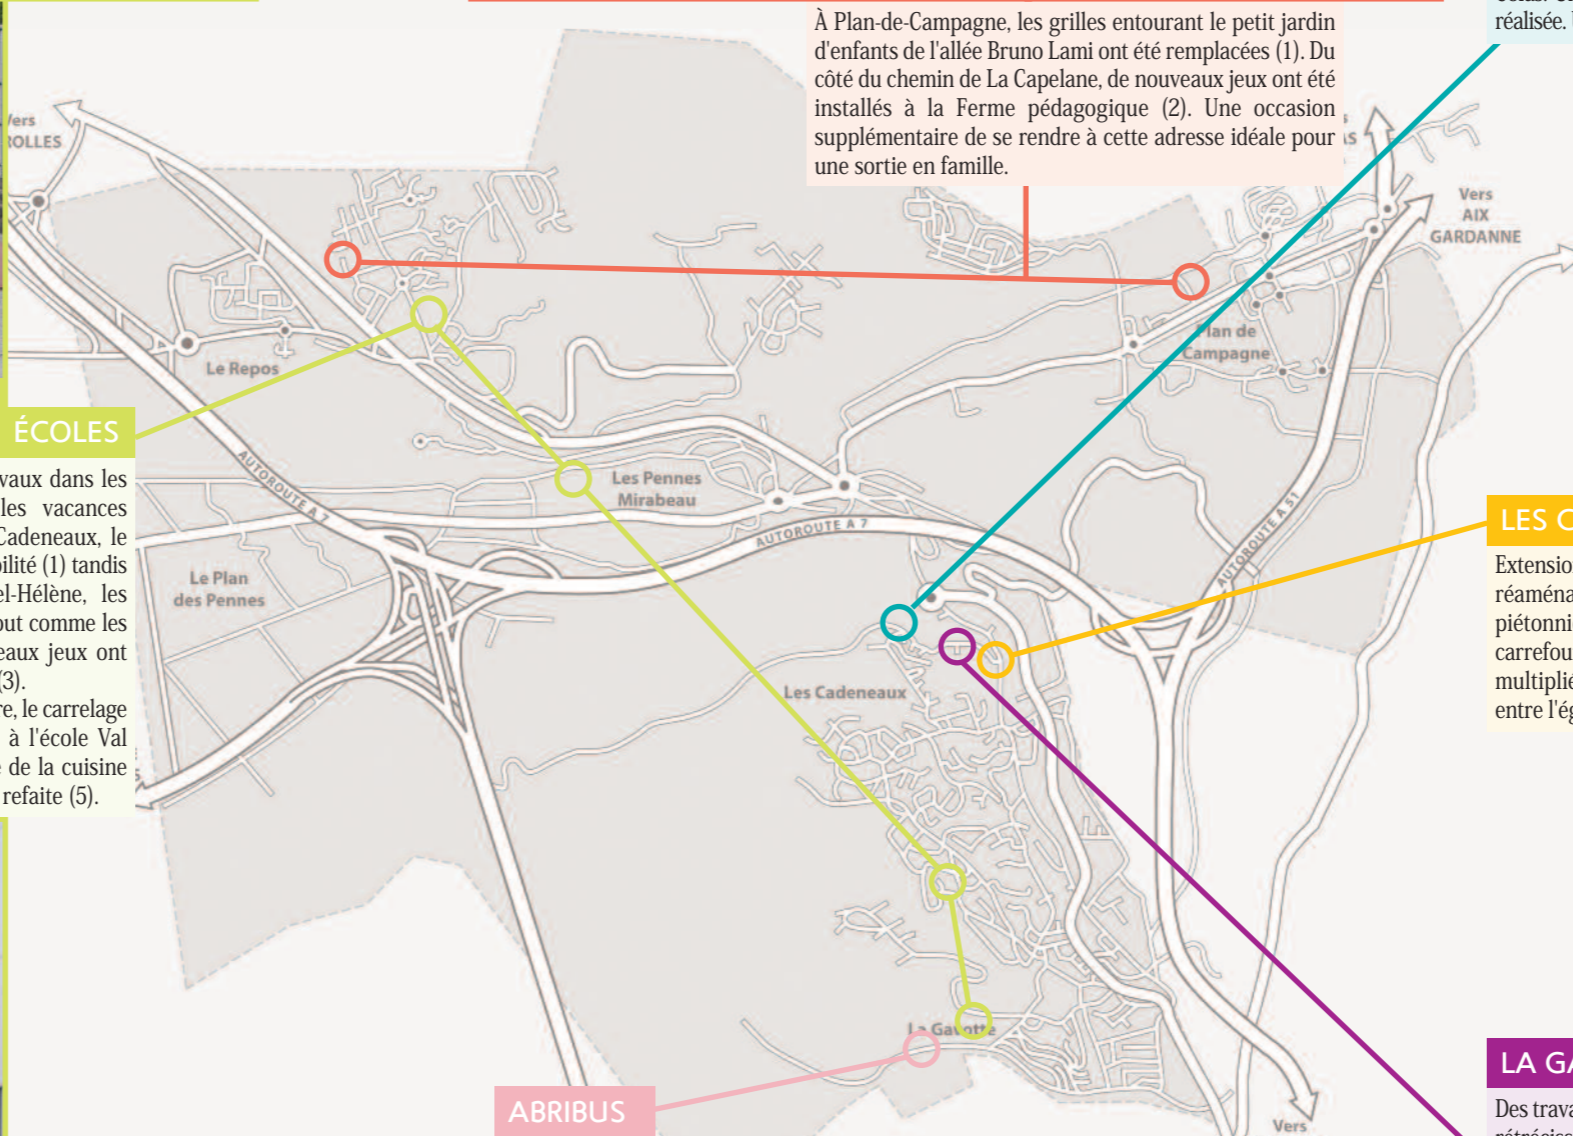 À Plan-de-Campagne, les grilles entourant le petit jardin
d'enfants de l'allée Bruno Lami ont été remplacées (1). Du
côté du chemin de La Capelane, de nouveaux jeux ont été
installés à la Ferme pédagogique (2). Une occasion
supplémentaire de se rendre à cette adresse idéale pour
une sortie en famille.
réalisée.
Vers
AIX
GARDANNE
Plan de
Campagne
Le Repos
ÉCOLES
vaux dans les
les vacances
Cadeneaux, le
bilité (1) tandis
el-Hélène, les
out comme les
eaux jeux ont
(3).
re, le carrelage
à l'école Val
e de la cuisine
refaite (5).
AUTOROUTE A 7
Les Pennes
Mirabeau
AUTOROUTE A 7
AUTOROUTE A 51
Le Plan
des Pennes
Les Cadeneaux
LES C
Extension
réaména
piétonni
carrefou
multiplié
entre l'ég
La Gavotte
ABRIBUS
LA GA
Des trava
Vers